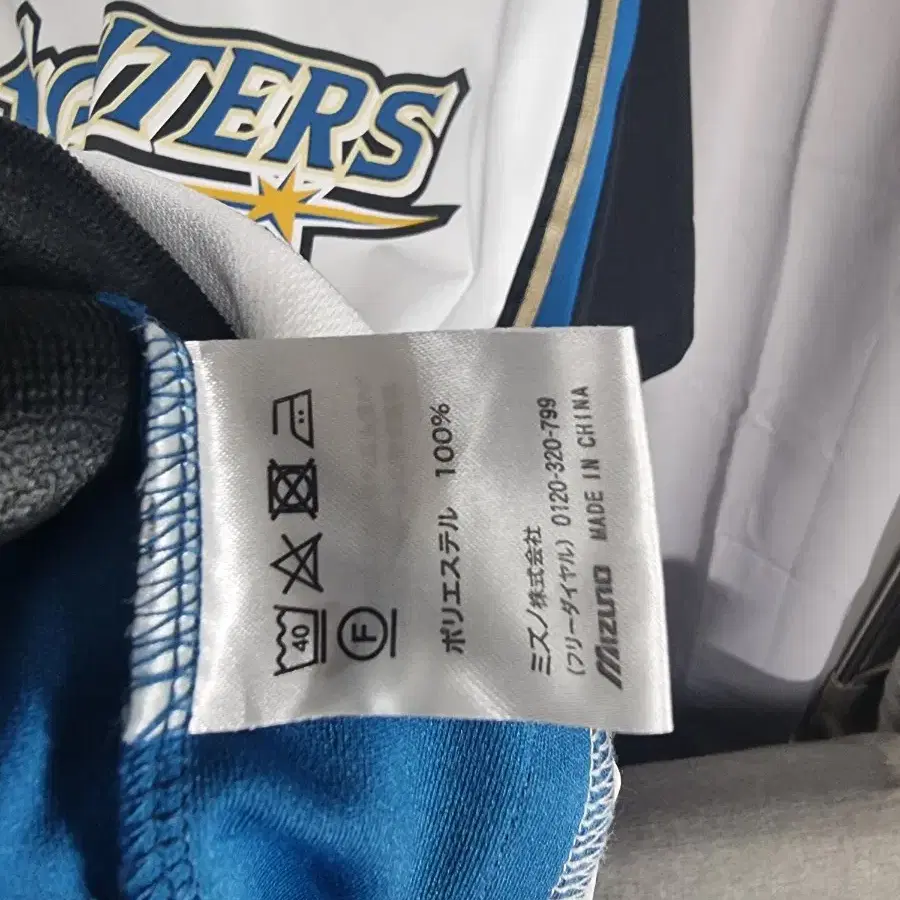 TERS
40
F
ポリエステル 100%
ミズノ株式会社
(フリーダイヤル) 0120-320-799
MIZUNO MADE IN CHINA